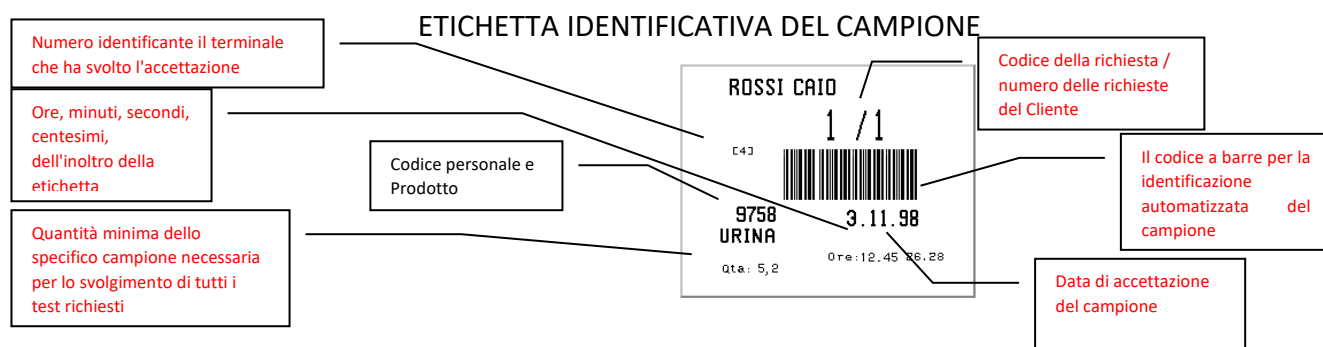 ETICHETTA IDENTIFICATIVA DEL CAMPIONE
Numero identificante il terminale
che ha svolto l'accettazione
Ore, minuti, secondi,
centesimi,
dell'inoltro della
etichetta
Codice personale e
Prodotto
Quantità minima dello
specifico campione necessaria
per lo svolgimento di tutti i
test richiesti
ROSSI CAIO
1 / 1
[4]
9758
URINA
3.11.98
Qta: 5,2
Ore:12.45 26.28
Codice della richiesta /
numero delle richieste
del Cliente
Il codice a barre per la
identificazione
automatizzata del
campione
Data di accettazione
del campione